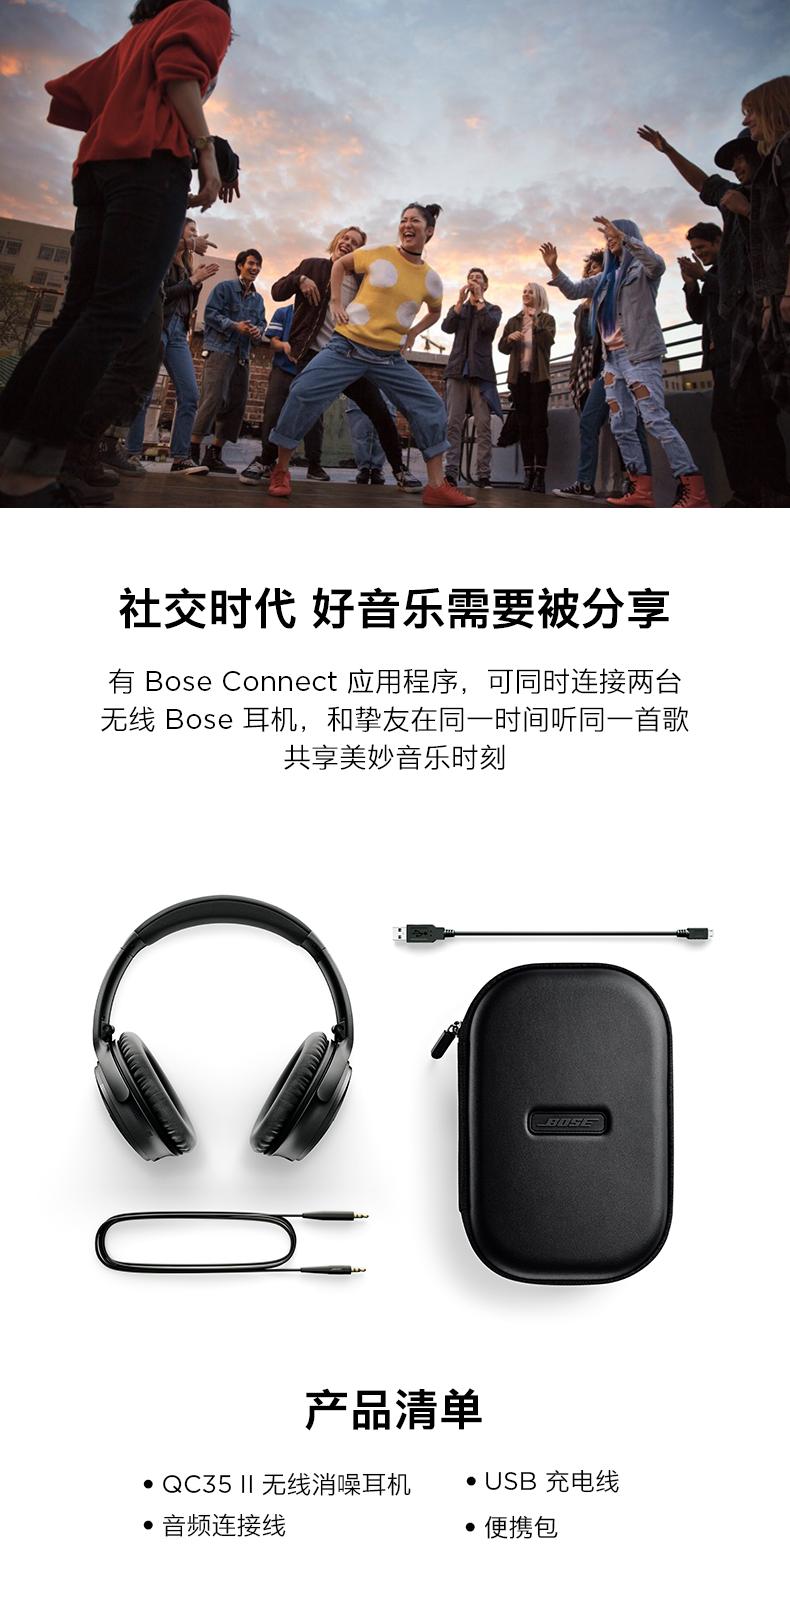 社交时代 好音乐需要被分享
有 Bose Connect 应用程序，可同时连接两台
无线 Bose 耳机，和挚友在同一时间听同一首歌
共享美妙音乐时刻
BOSE
产品清单
• QC35 II 无线消噪耳机
• USB 充电线
• 音频连接线
• 便携包